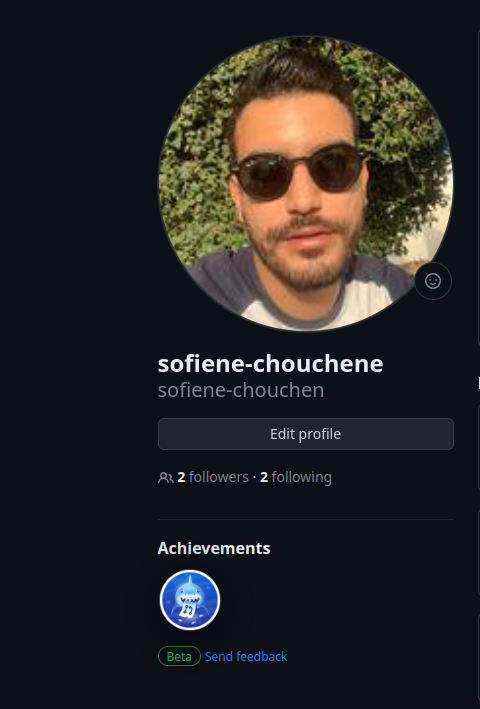 sofiene-chouchene
sofiene-chouchen
Edit profile
2 followers · 2 following
Achievements
Beta Send feedback